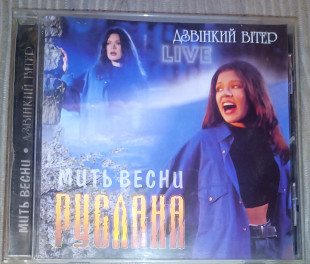 ДЗВІНКИЙ ВІТЕР
LIVE
МИТЬ ВЕСНИ
РУСЛАНА
МИТЬ ВЕСНИ • ДЗВІНКИЙ ВІТЕР